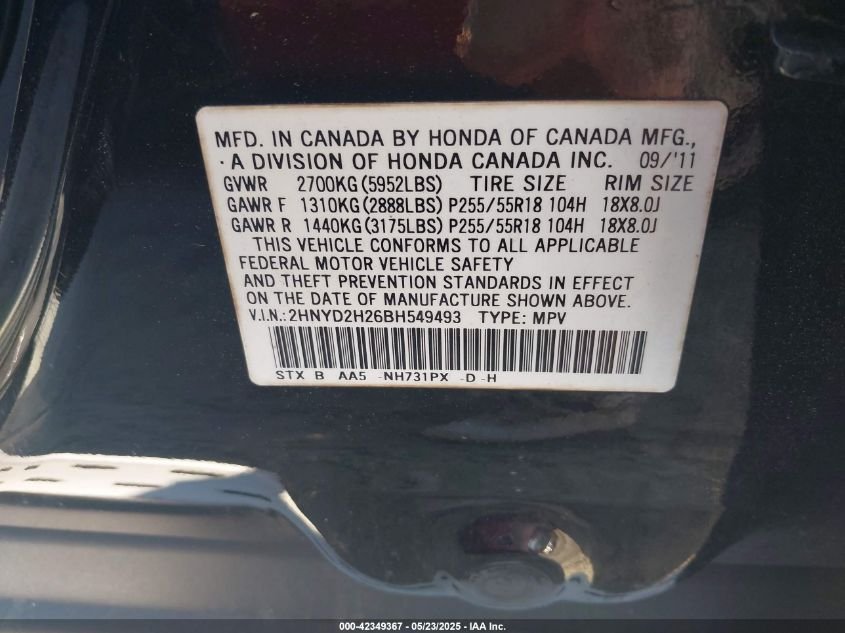 MFD. IN CANADA BY HONDA OF CANADA MFG.,
·A DIVISION OF HONDA CANADA INC. 09/'11
GVWR 2700KG(5952LBS) TIRE SIZE RIM SIZE
GAWR F 1310KG(2888LBS) P255/55R18 104H 18X8.0J
GAWR R 1440KG(3175LBS) P255/55R18 104H 18X8.0J
THIS VEHICLE CONFORMS TO ALL APPLICABLE
FEDERAL MOTOR VEHICLE SAFETY
AND THEFT PREVENTION STANDARDS IN EFFECT
ON THE DATE OF MANUFACTURE SHOWN ABOVE.
V.I.N.:2HNYD2H26BH549493 TYPE: MPV
STX B AA5 -NH731PX -D -H
000-42349367 - 05/23/2025 - IAA Inc.